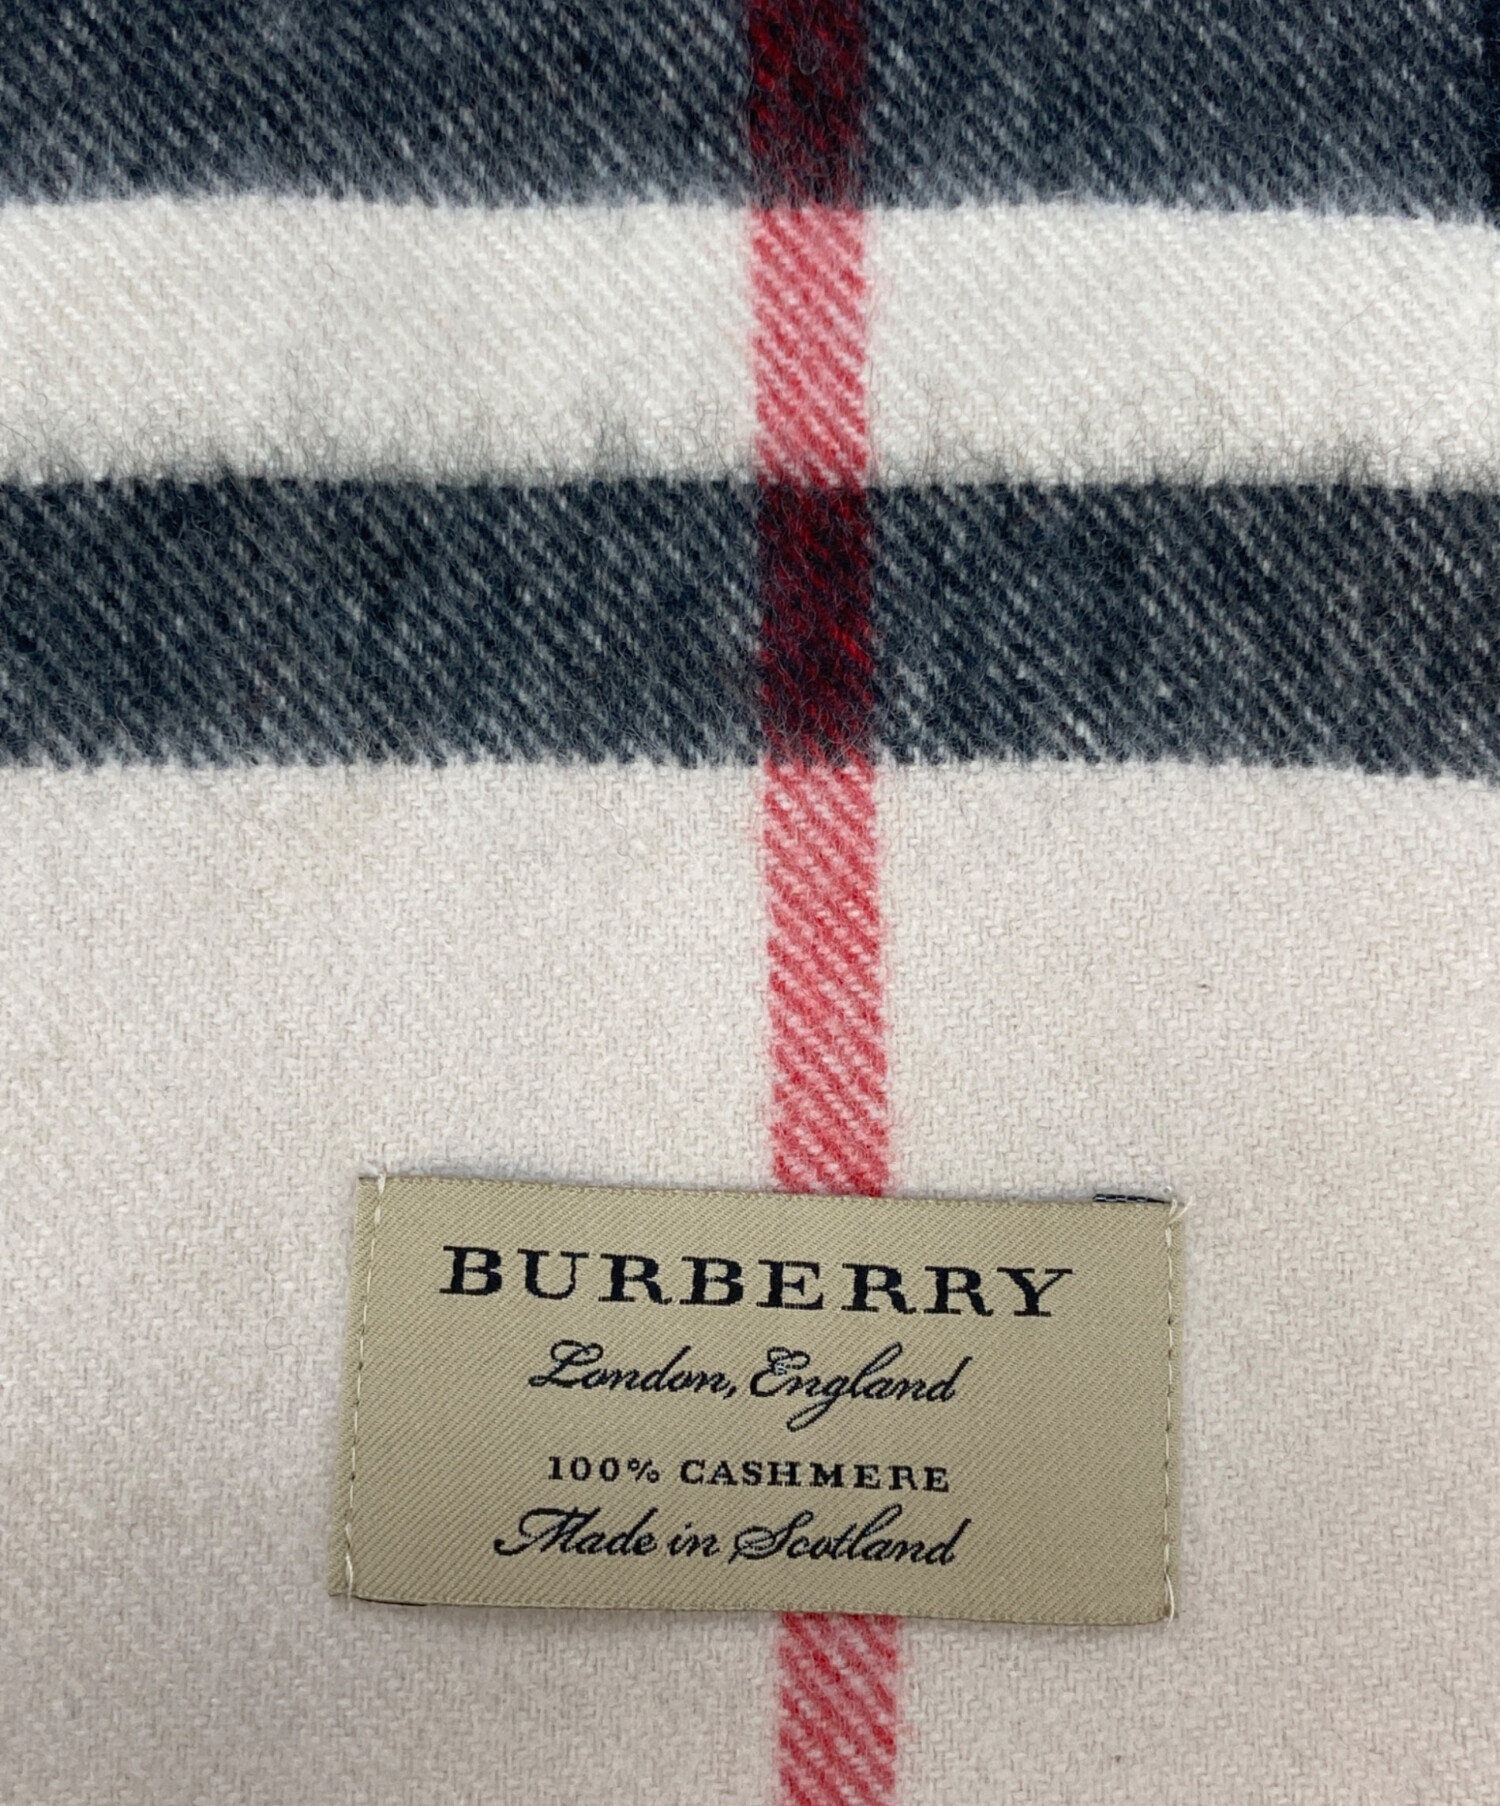 BURBERRY
London, England
100% CASHMERE
Made in Scotland